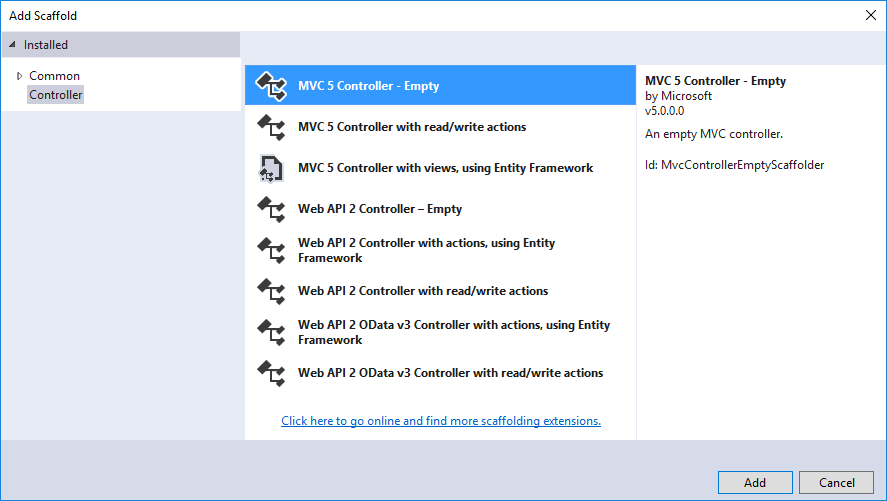 Add Scaffold
Installed
Common
Controller
MVC 5 Controller - Empty
MVC 5 Controller with read/write actions
MVC 5 Controller with views, using Entity Framework
Web API 2 Controller – Empty
Web API 2 Controller with actions, using Entity
Framework
Web API 2 Controller with read/write actions
Web API 2 OData v3 Controller with actions, using Entity
Framework
Web API 2 OData v3 Controller with read/write actions
Click here to go online and find more scaffolding extensions.
MVC 5 Controller - Empty
by Microsoft
v5.0.0.0
An empty MVC controller.
Id: MvcControllerEmptyScaffolder
Add
Cancel